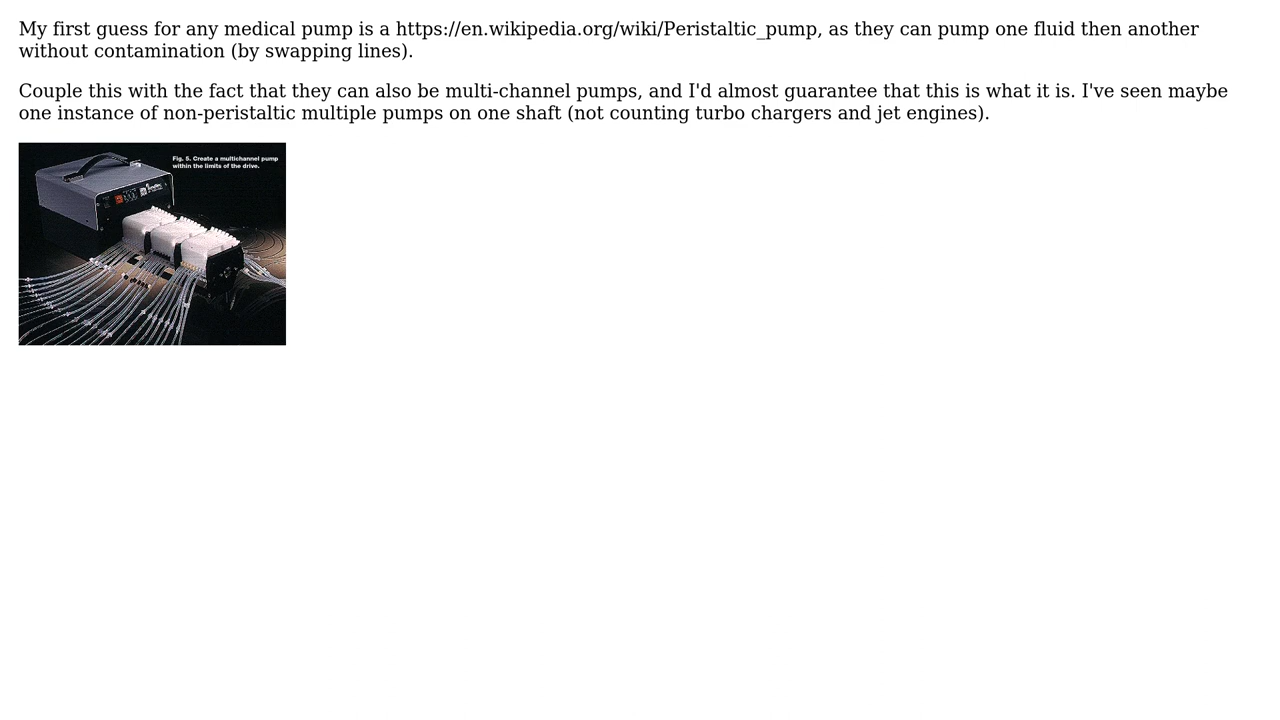 My first guess for any medical pump is a https://en.wikipedia.org/wiki/Peristaltic_pump, as they can pump one fluid then another
without contamination (by swapping lines).
Couple this with the fact that they can also be multi-channel pumps, and I'd almost guarantee that this is what it is. I've seen maybe
one instance of non-peristaltic multiple pumps on one shaft (not counting turbo chargers and jet engines).
Fig. 5. Create a multichannel pump
within the limits of the drive.